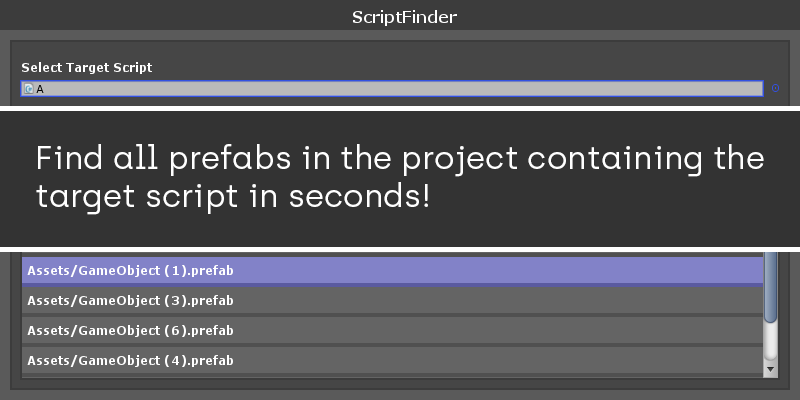 ScriptFinder
Select Target Script
A
Find all prefabs in the project containing the
target script in seconds!
Assets/GameObject (1).prefab
Assets/GameObject (3).prefab
Assets/GameObject (6).prefab
Assets/GameObject (4).prefab